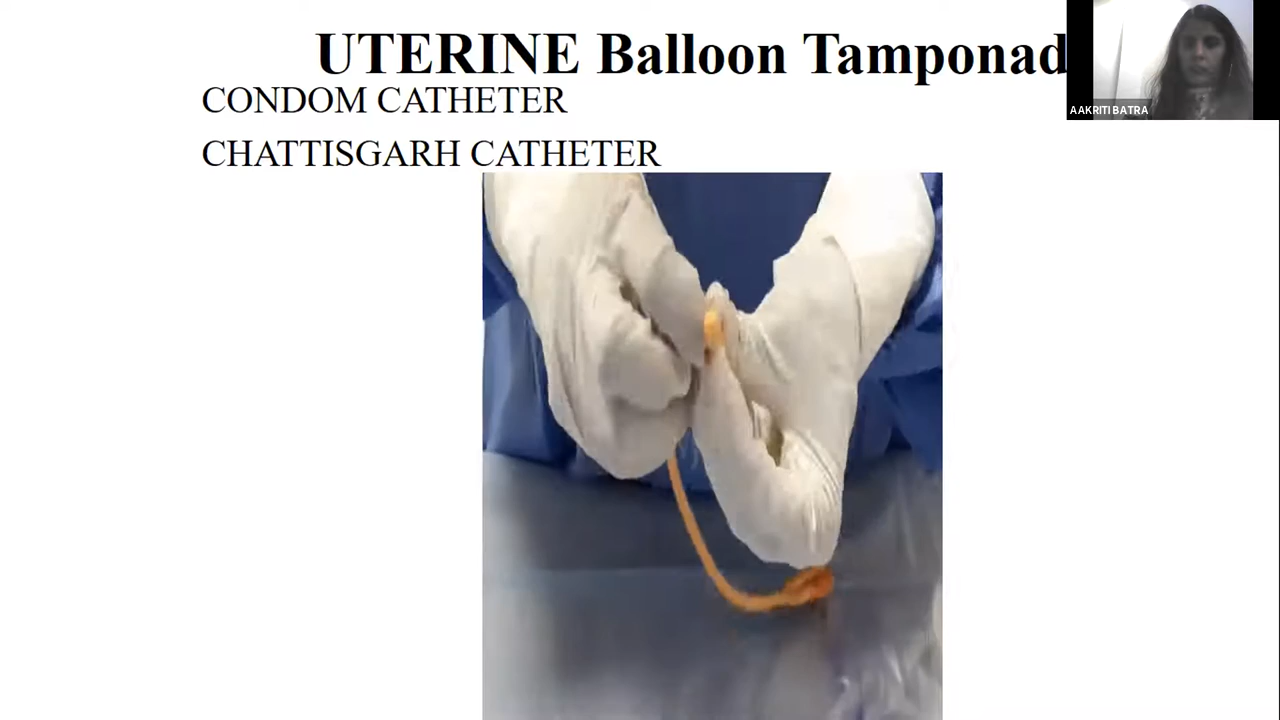 UTERINE Balloon Tamponad
CONDOM CATHETER
CHATTISGARH CATHETER
AAKRITI BATRA